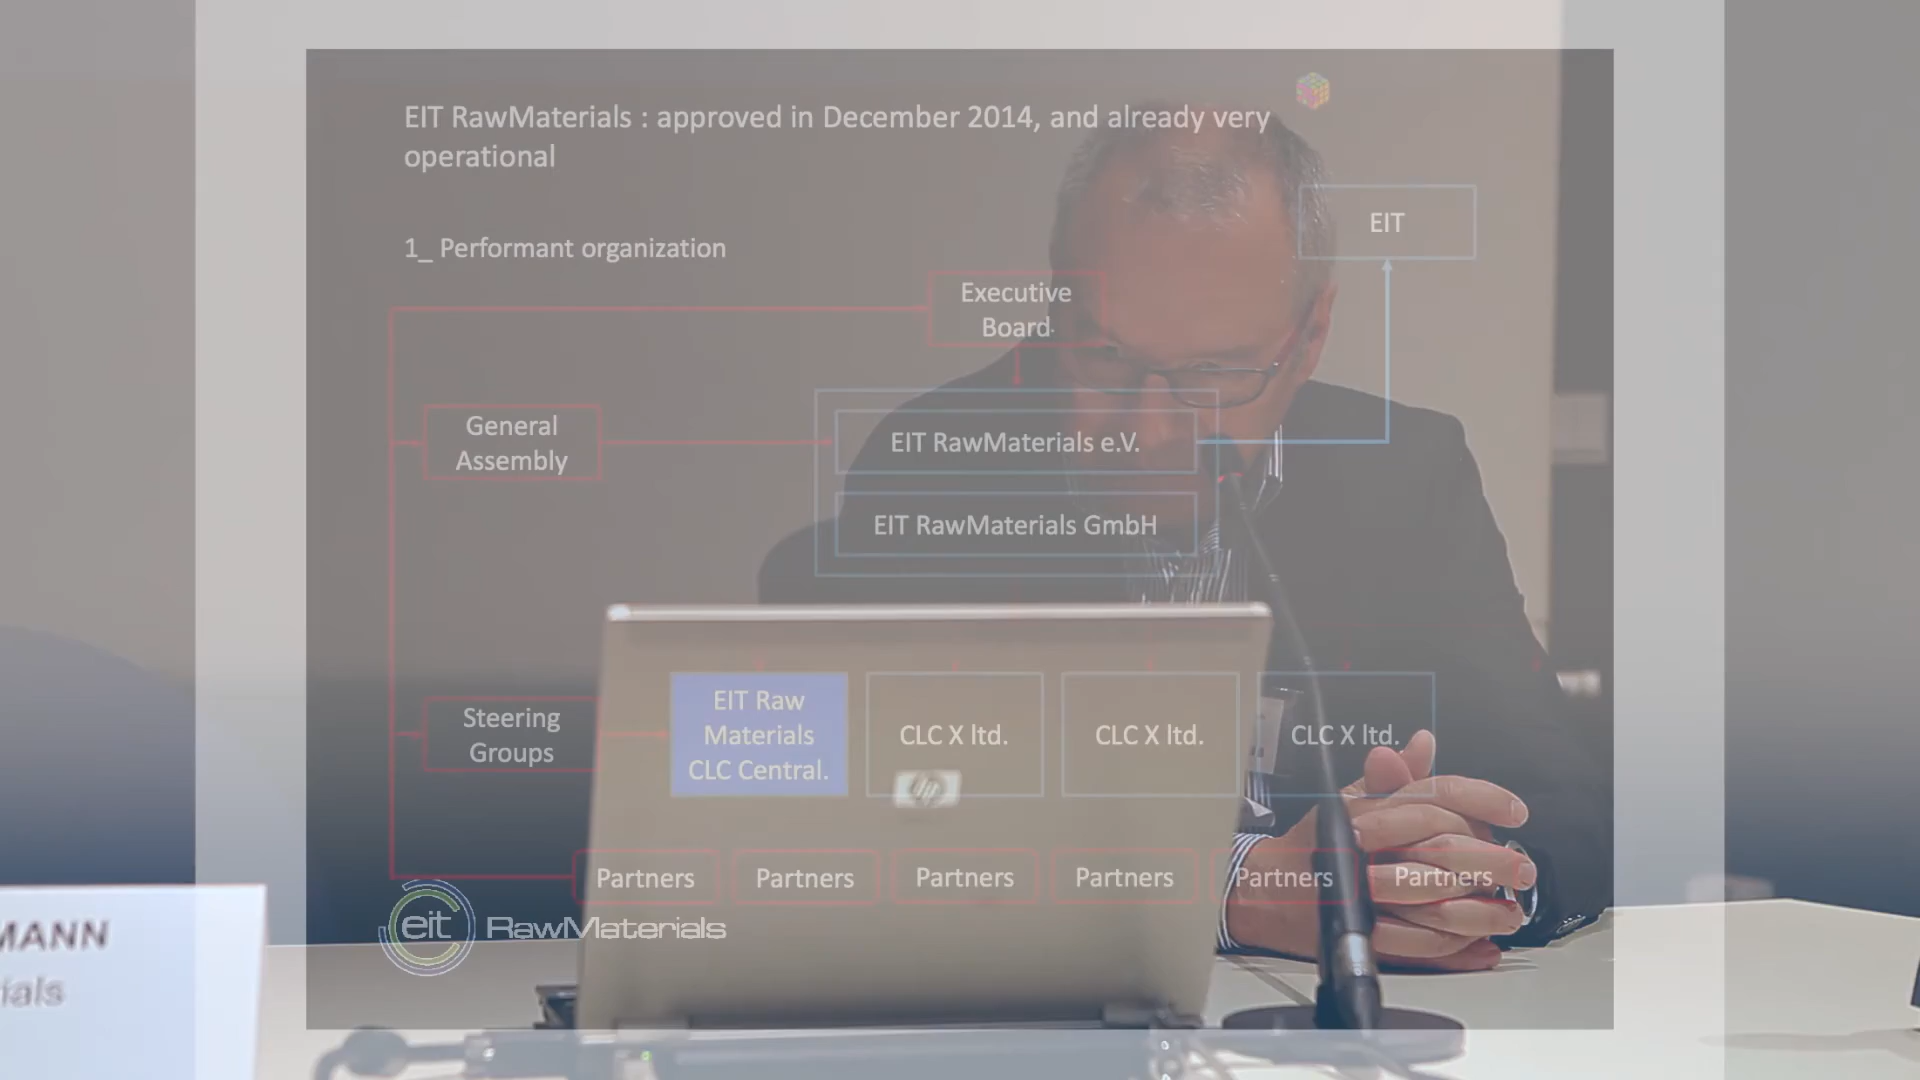 EIT RawMaterials : approved in December 2014, and already very
operational
EIT
1_ Performant organization
Executive
Board
General
Assembly
EIT RawMaterials e.V.
EIT RawMaterials GmbH
Steering
Groups
EIT Raw
Materials
CLC Central.
CLC X ltd.
CLC X ltd.
CLC X ltd.
hp
Partners
Partners
Partners
Partners
Partners
Partners
eit RawMaterials
MANN
ials